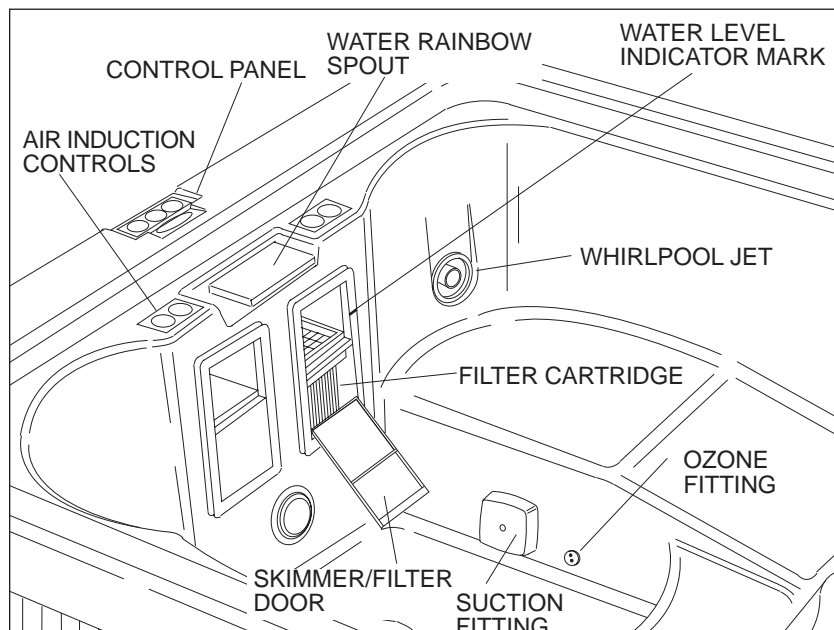 WATER RAINBOW
SPOUT
WATER LEVEL
INDICATOR MARK
CONTROL PANEL
AIR INDUCTION
CONTROLS
WHIRLPOOL JET
FILTER CARTRIDGE
OZONE
FITTING
SKIMMER/FILTER
DOOR
SUCTION
FITTING